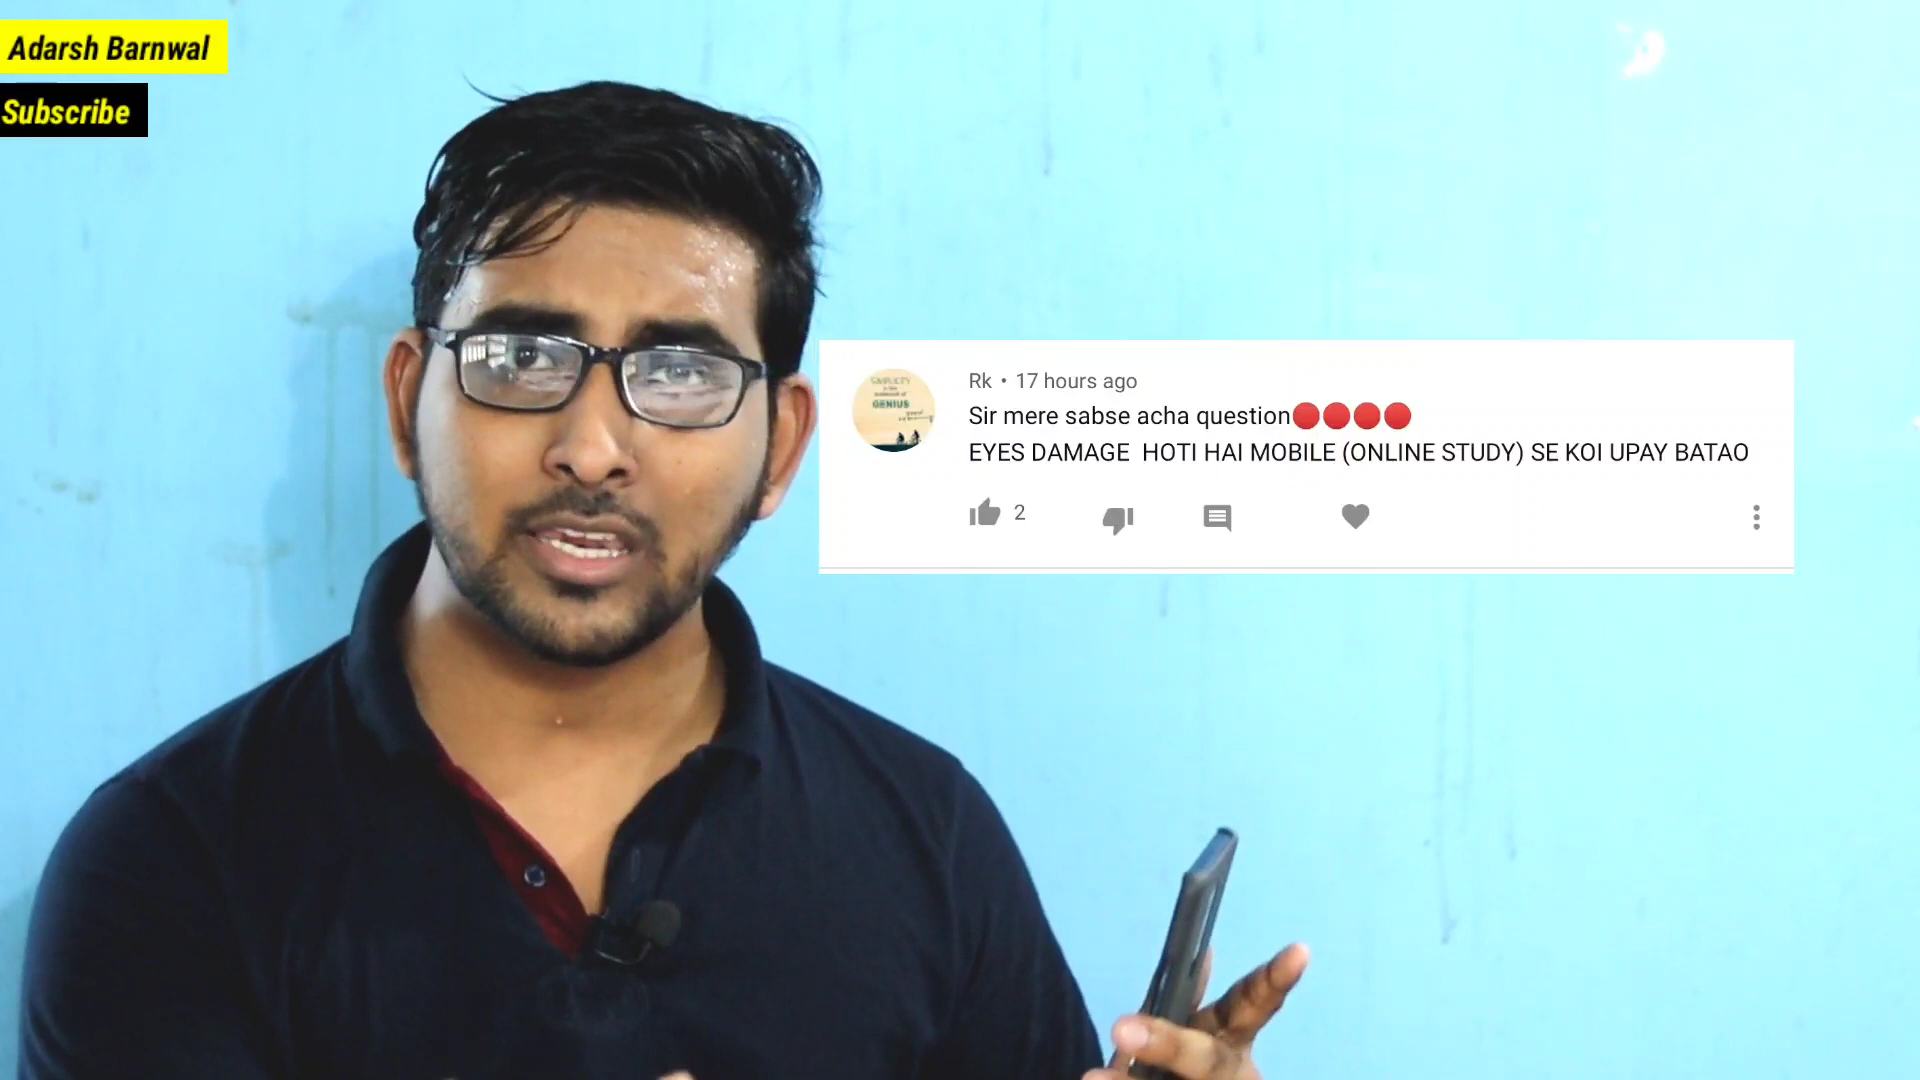 Adarsh Barnwal
Subscribe
Rk • 17 hours ago
Sir mere sabse acha question🔴🔴🔴🔴
EYES DAMAGE HOTI HAI MOBILE (ONLINE STUDY) SE KOI UPAY BATAO
2
GENIUS